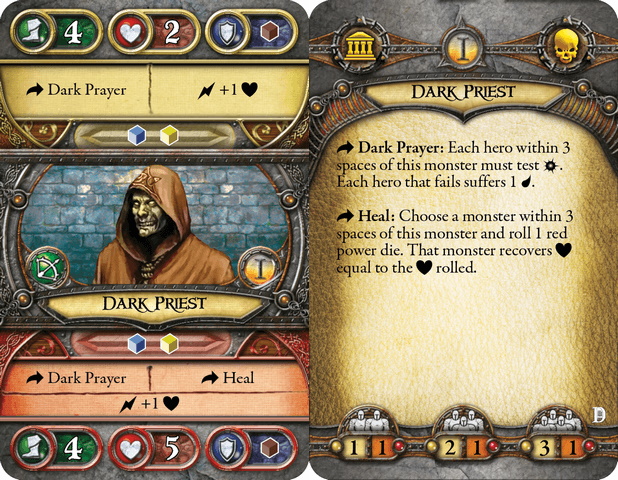 4 2
Dark Prayer +1
I
Dark Priest
Dark Prayer Heal
+1
4 5
I
Dark Priest
Dark Prayer: Each hero within 3
spaces of this monster must test .
Each hero that fails suffers 1 .
Heal: Choose a monster within 3
spaces of this monster and roll 1 red
power die. That monster recovers
equal to the rolled.
D
1 1 2 1 3 1